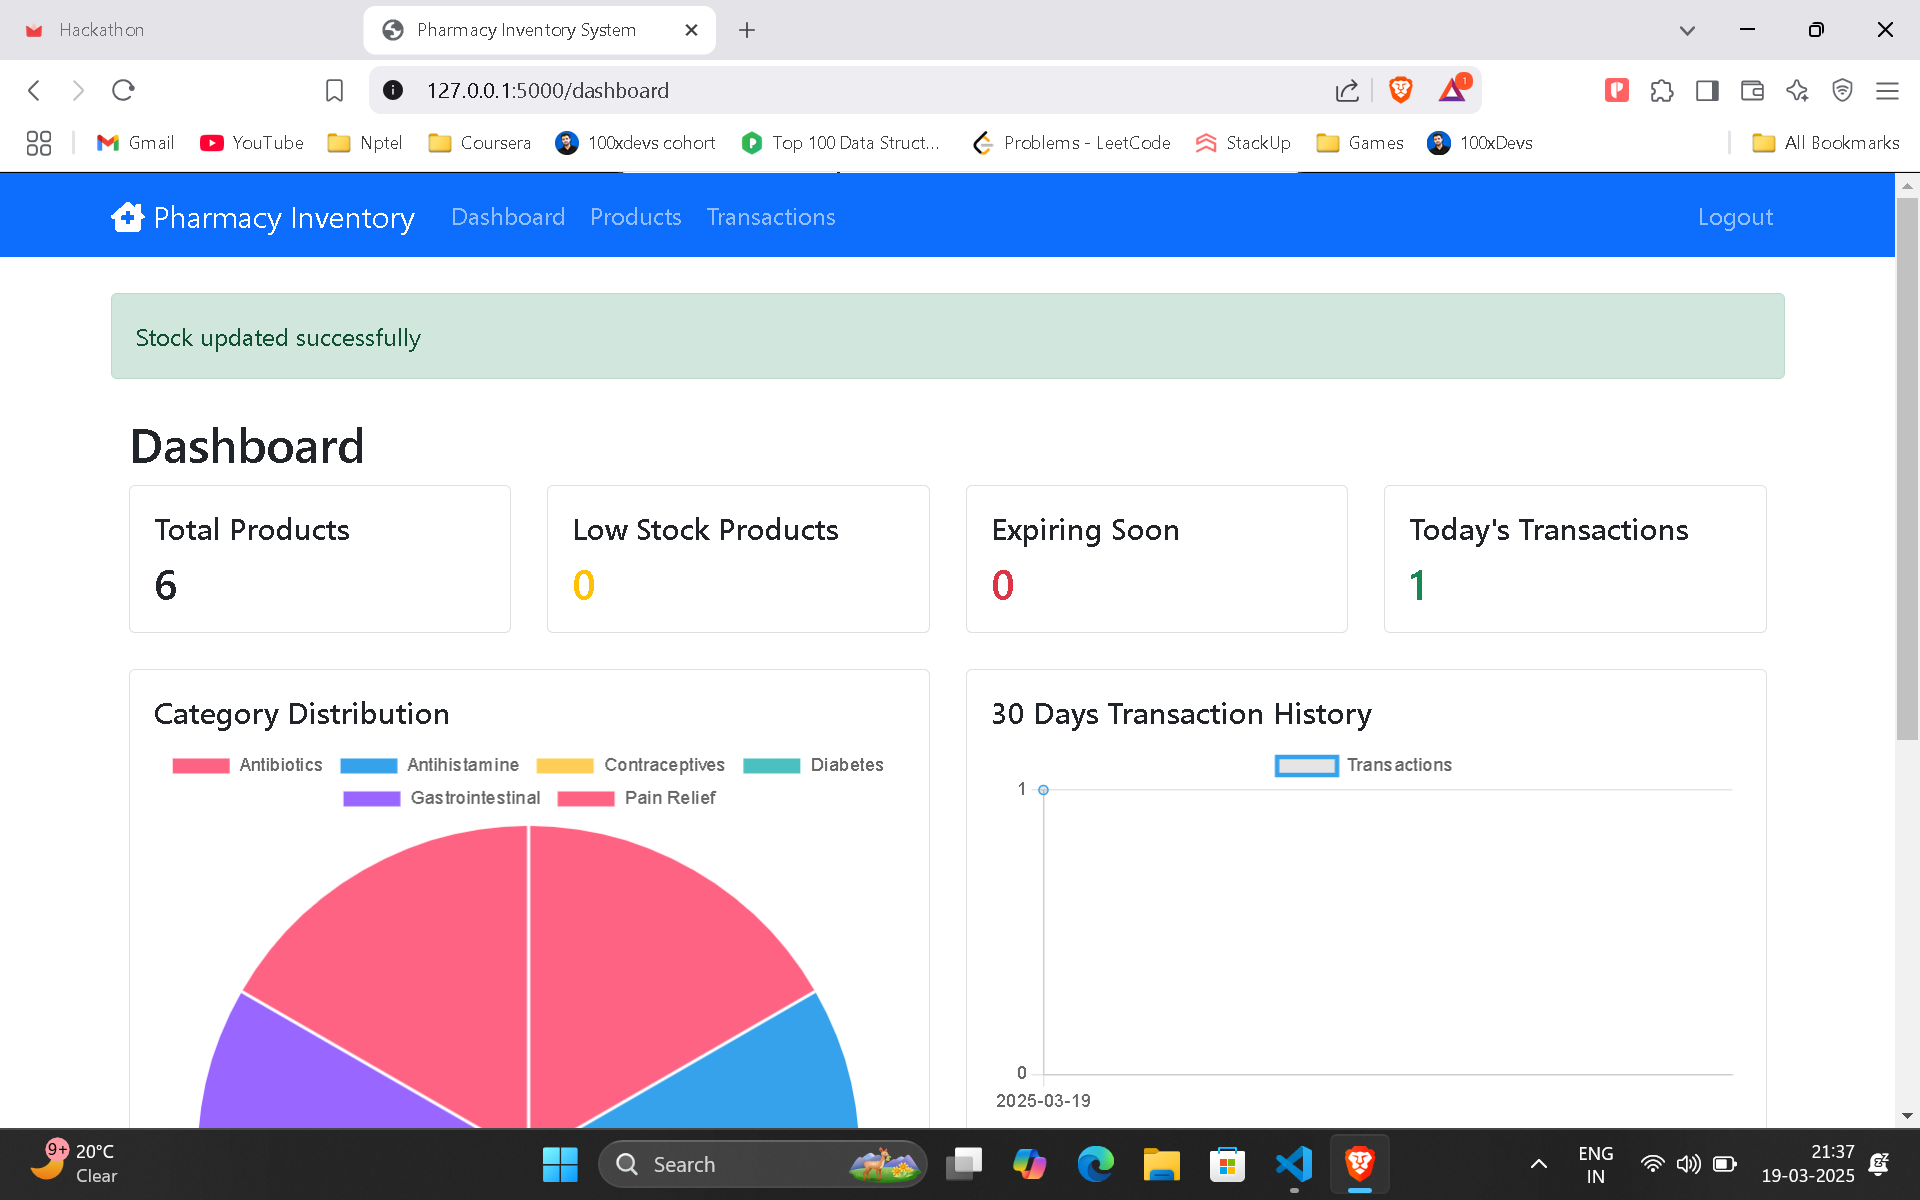 Hackathon
Pharmacy Inventory System
127.0.0.1:5000/dashboard
1
Gmail
YouTube
Nptel
Coursera
100xdevs cohort
Top 100 Data Struct...
Problems - LeetCode
StackUp
Games
100xDevs
All Bookmarks
Pharmacy Inventory
Dashboard
Products
Transactions
Logout
Stock updated successfully
Dashboard
Total Products
6
Low Stock Products
0
Expiring Soon
0
Today's Transactions
1
Category Distribution
Antibiotics
Antihistamine
Contraceptives
Diabetes
Gastrointestinal
Pain Relief
30 Days Transaction History
Transactions
1
0
2025-03-19
9+
20°C
Clear
Search
ENG
IN
21:37
19-03-2025